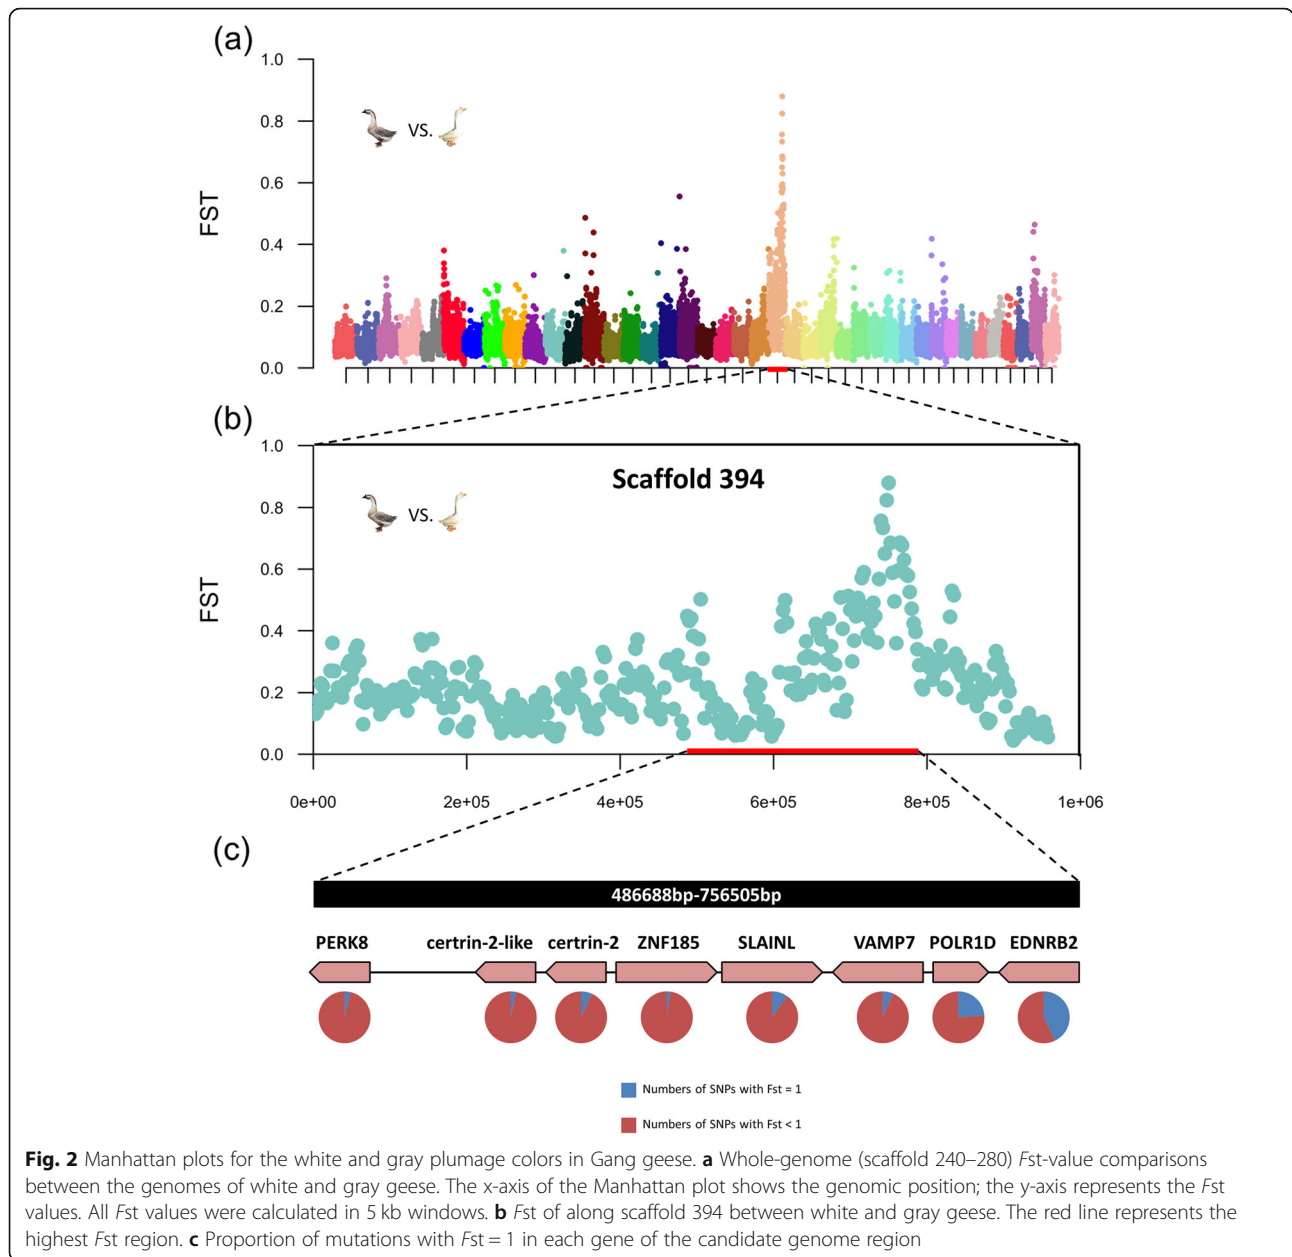 (a)
1.0
0.8
0.6
0.4
0.2
0.0
FST
VS.
(b)
1.0
0.8
0.6
0.4
0.2
0.0
FST
Scaffold 394
VS.
0e+00 2e+05 4e+05 6e+05 8e+05 1e+06
(c)
486688bp-756505bp
PERK8 certrin-2-like certrin-2 ZNF185 SLAINL VAMP7 POLR1D EDNRB2
Numbers of SNPs with Fst = 1
Numbers of SNPs with Fst < 1
Fig. 2 Manhattan plots for the white and gray plumage colors in Gang geese. a Whole-genome (scaffold 240–280) Fst-value comparisons
between the genomes of white and gray geese. The x-axis of the Manhattan plot shows the genomic position; the y-axis represents the Fst
values. All Fst values were calculated in 5 kb windows. b Fst of along scaffold 394 between white and gray geese. The red line represents the
highest Fst region. c Proportion of mutations with Fst = 1 in each gene of the candidate genome region